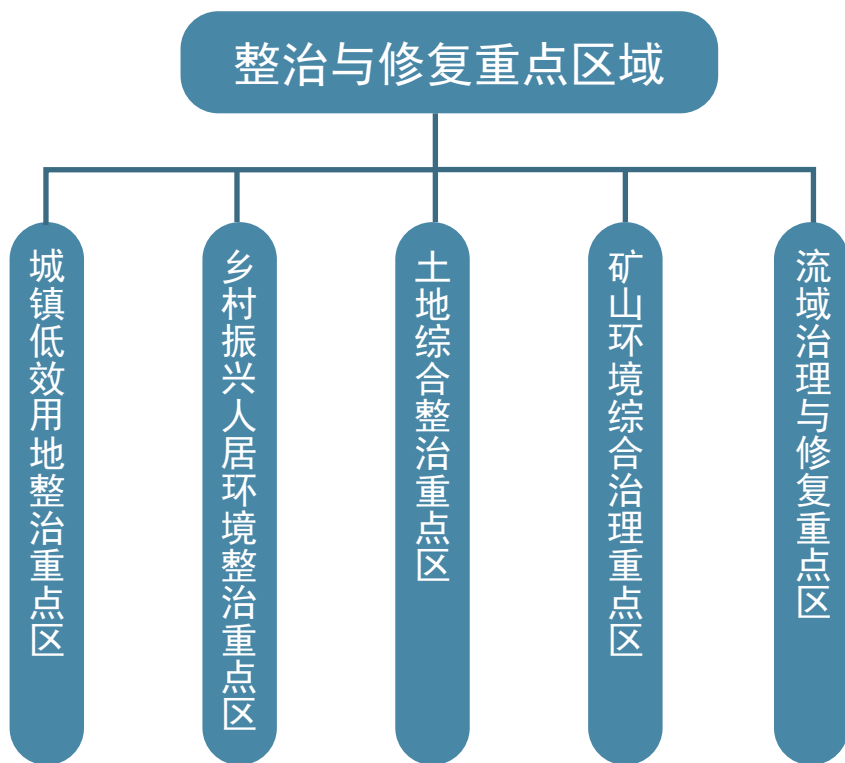 整治与修复重点区域
城镇低效用地整治重点区
乡村振兴人居环境整治重点区
土地综合整治重点区
矿山环境综合治理重点区
流域治理与修复重点区